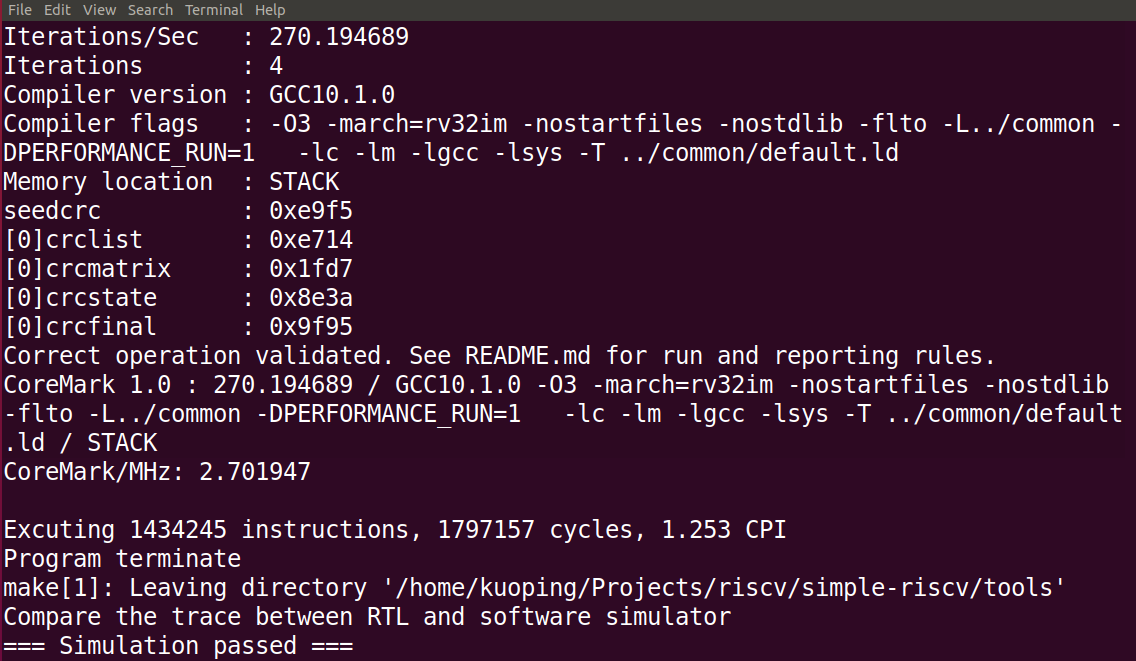 File Edit View Search Terminal Help
Iterations/Sec   : 270.194689
Iterations       : 4
Compiler version : GCC10.1.0
Compiler flags   : -O3 -march=rv32im -nostartfiles -nostdlib -flto -L../common -
DPERFORMANCE_RUN=1   -lc -lm -lgcc -lsys -T ../common/default.ld
Memory location  : STACK
seedcrc          : 0xe9f5
[0]crclist       : 0xe714
[0]crcmatrix     : 0x1fd7
[0]crcstate      : 0x8e3a
[0]crcfinal      : 0x9f95
Correct operation validated. See README.md for run and reporting rules.
CoreMark 1.0 : 270.194689 / GCC10.1.0 -O3 -march=rv32im -nostartfiles -nostdlib 
-flto -L../common -DPERFORMANCE_RUN=1   -lc -lm -lgcc -lsys -T ../common/default
.ld / STACK
CoreMark/MHz: 2.701947

Excuting 1434245 instructions, 1797157 cycles, 1.253 CPI
Program terminate
make[1]: Leaving directory '/home/kuoping/Projects/riscv/simple-riscv/tools'
Compare the trace between RTL and software simulator
=== Simulation passed ===